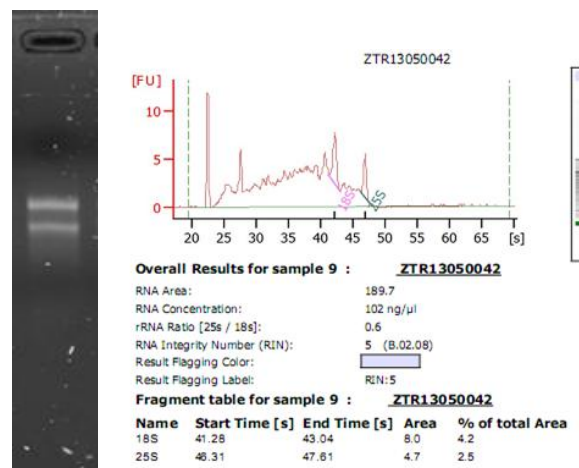 ZTR13050042
[FU]
10
5
0
18S
25S
20 25 30 35 40 45 50 55 60 65 [s]
Overall Results for sample 9 : ZTR13050042
RNA Area: 189.7
RNA Concentration: 102 ng/µl
rRNA Ratio [25s / 18s]: 0.6
RNA Integrity Number (RIN): 5 (B.02.08)
Result Flagging Color:
Result Flagging Label: RIN:5
Fragment table for sample 9 : ZTR13050042
Name Start Time [s] End Time [s] Area % of total Area
18S 41.28 43.04 8.0 4.2
25S 46.31 47.61 4.7 2.5